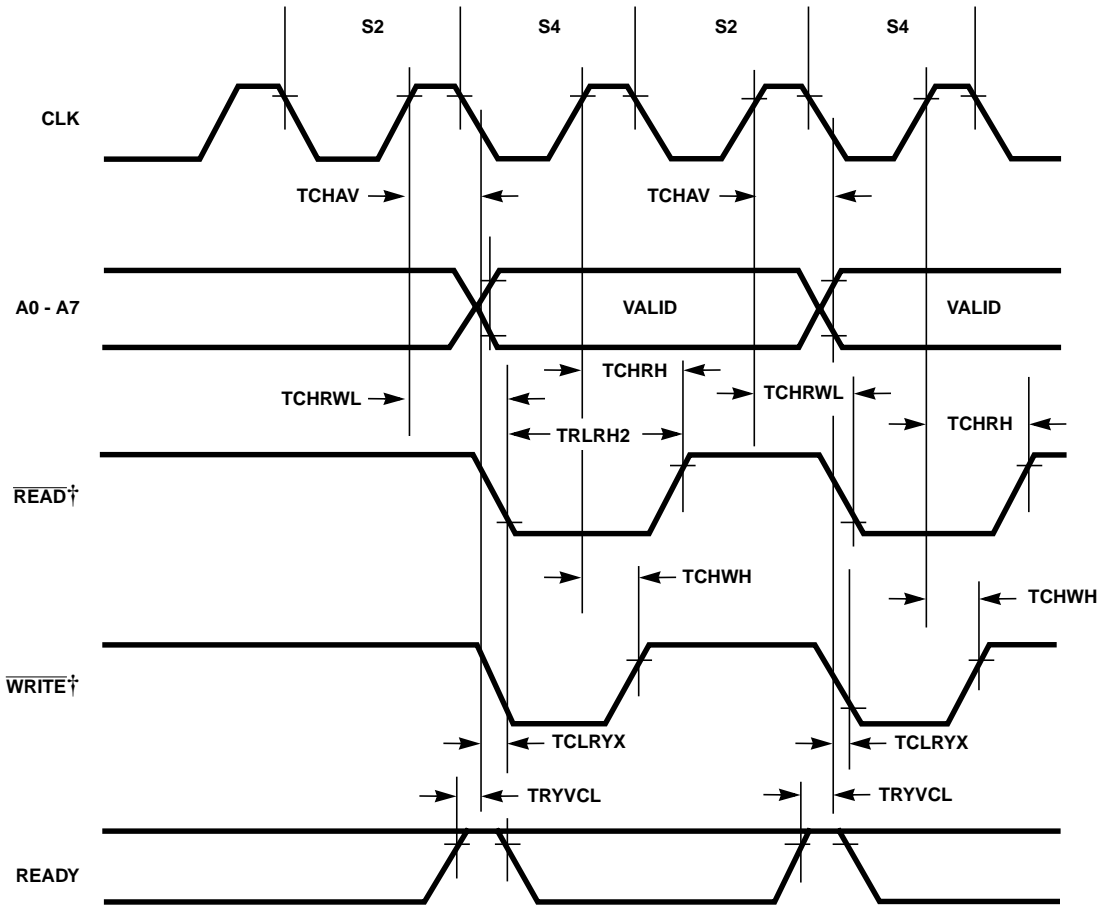 S2 S4 S2 S4
CLK
TCHAV TCHAV
A0 - A7 VALID VALID
TCHRH
TCHRWL TCHRWL
TCHRH
TRLRH2
READ†
TCHWH
TCHWH
WRITE†
TCLRYX TCLRYX
TRYVCL TRYVCL
READY